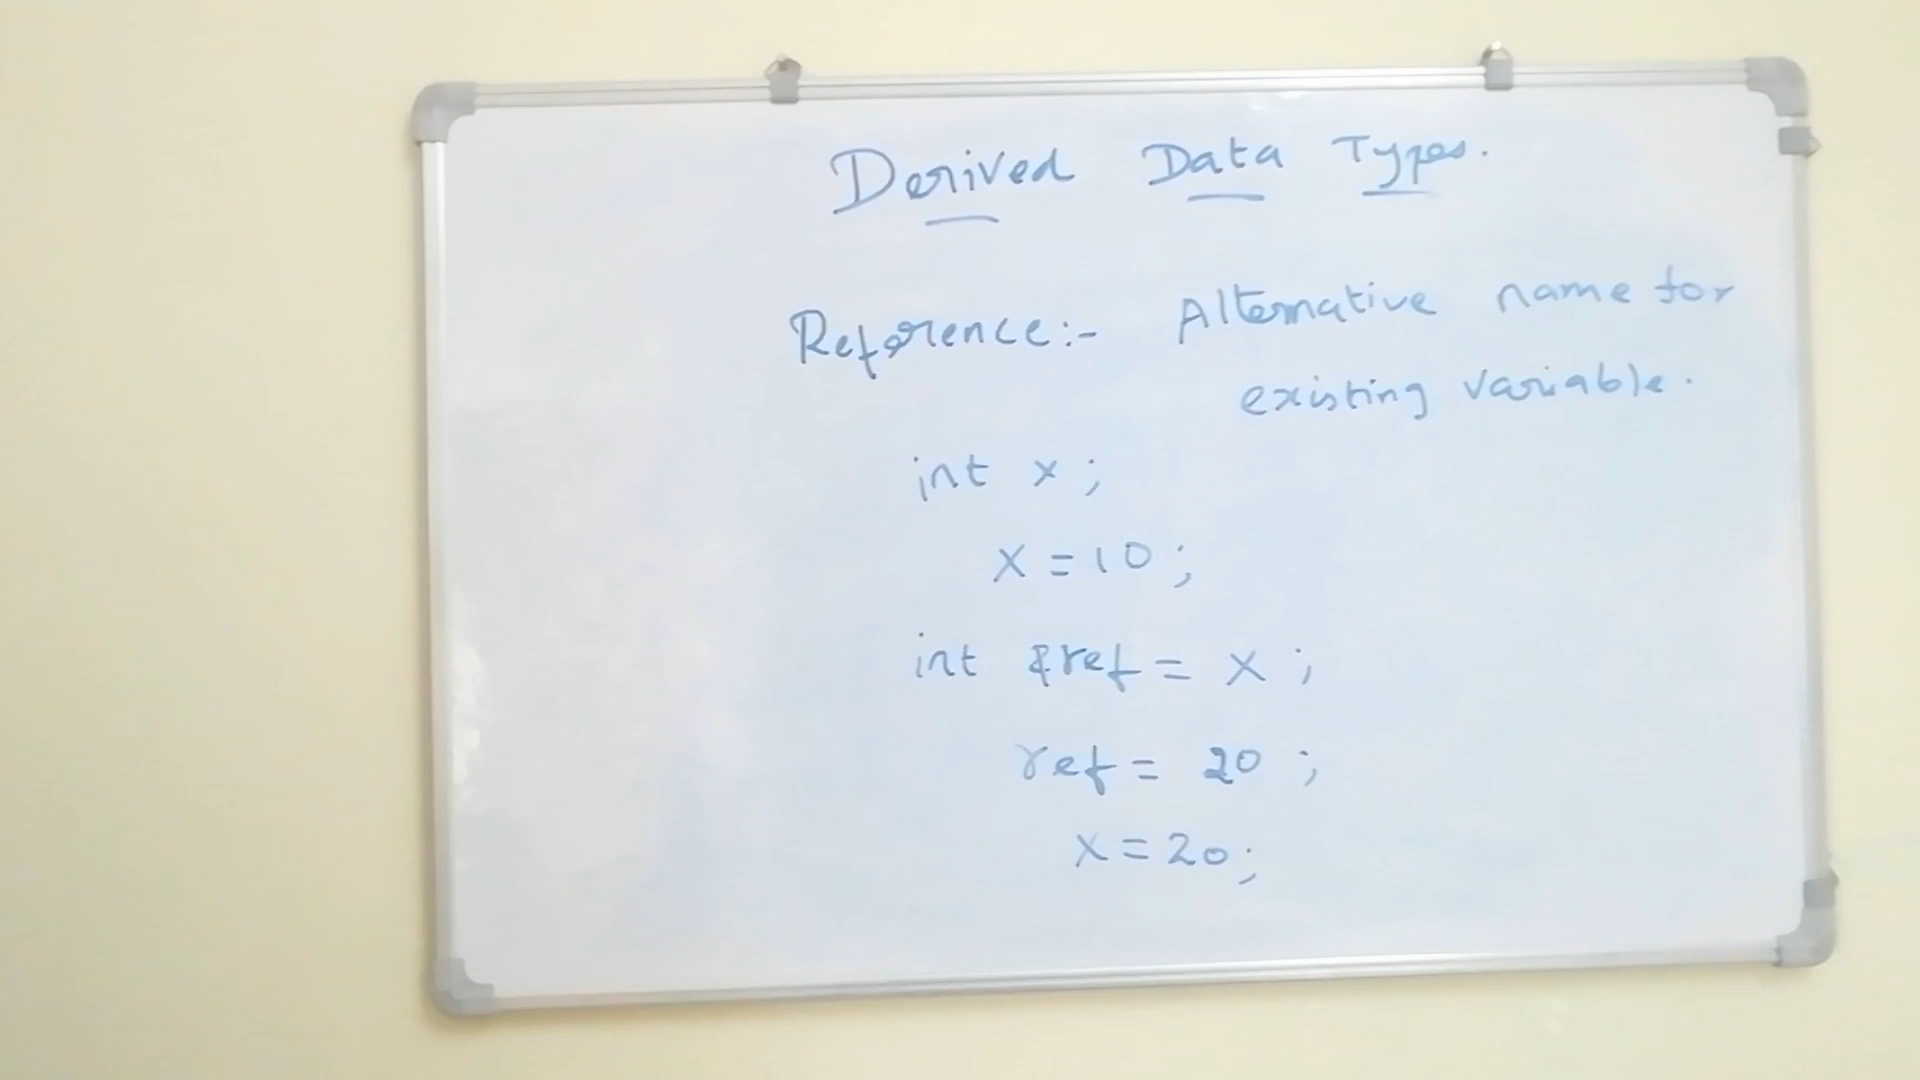 Derived Data Types.
Reference:- Alternative name for
existing variable.
int x ;
x = 10 ;
int &ref = x ;
ref = 20 ;
x = 20 ;